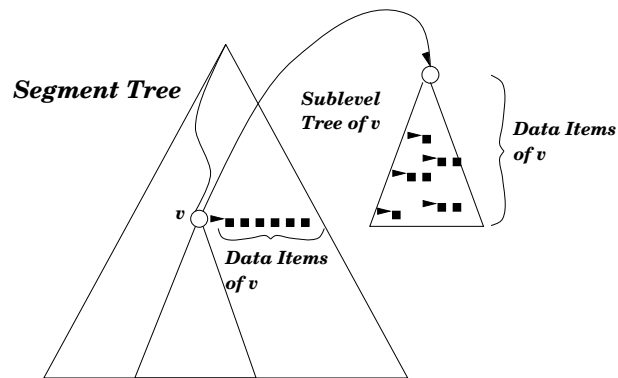 Segment Tree
Sublevel
Tree of v
Data Items
of v
v
Data Items
of v